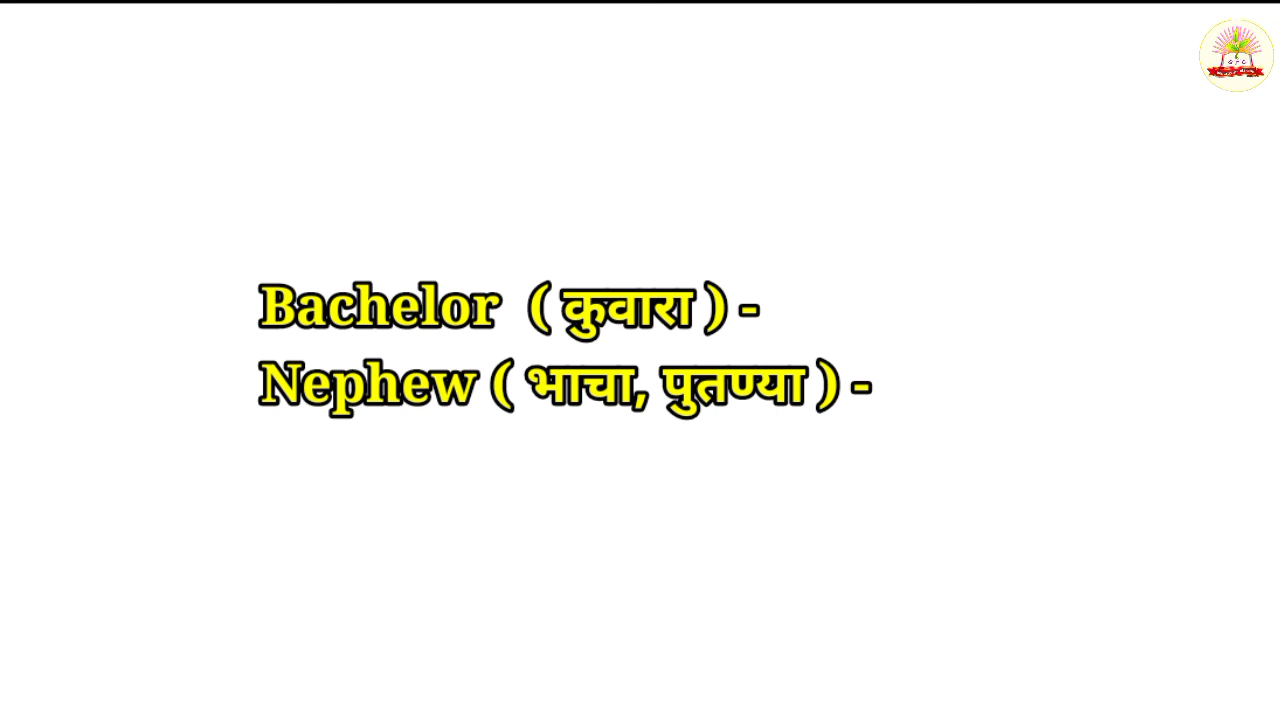 Bachelor ( कुवारा ) -
Nephew ( भाचा, पुतण्या ) -